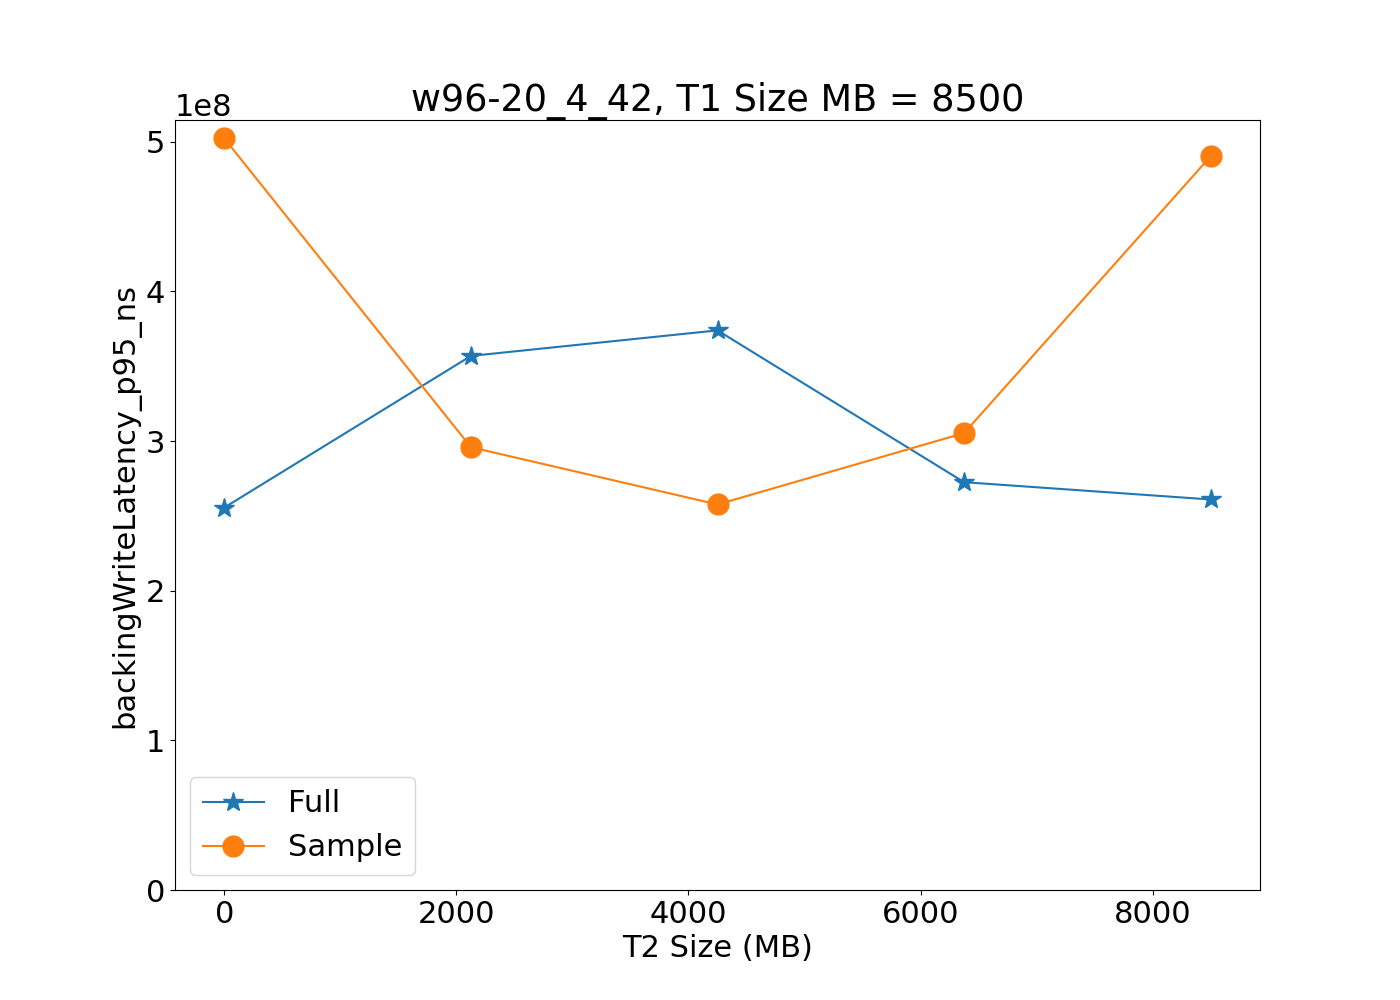 w96-20_4_42, T1 Size MB = 8500
1e8
5
4
3
2
1
0
backingWriteLatency_p95_ns
Full
Sample
0 2000 4000 6000 8000
T2 Size (MB)